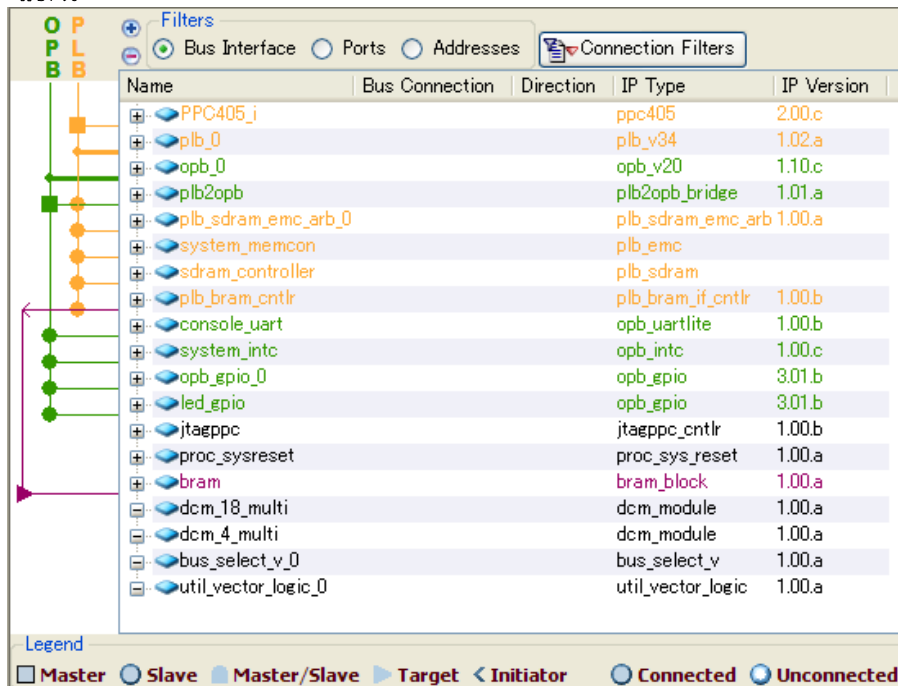 O P
P L
B B
Filters
Bus Interface Ports Addresses Connection Filters
Name Bus Connection Direction IP Type IP Version
PPC405_i ppc405 2.00.c
plb_0 plb_v34 1.02.a
opb_0 opb_v20 1.10.c
plb2opb plb2opb_bridge 1.01.a
plb_sdram_emc_arb_0 plb_sdram_emc_arb 1.00.a
system_memcon plb_emc
sdram_controller plb_sdram
plb_bram_cntlr plb_bram_if_cntlr 1.00.b
console_uart opb_uartlite 1.00.b
system_intc opb_intc 1.00.c
opb_gpio_0 opb_gpio 3.01.b
led_gpio opb_gpio 3.01.b
jtagppc jtagppc_cntlr 1.00.b
proc_sysreset proc_sys_reset 1.00.a
bram bram_block 1.00.a
dcm_18_multi dcm_module 1.00.a
dcm_4_multi dcm_module 1.00.a
bus_select_v_0 bus_select_v 1.00.a
util_vector_logic_0 util_vector_logic 1.00.a
Legend
Master Slave Master/Slave Target Initiator Connected Unconnected